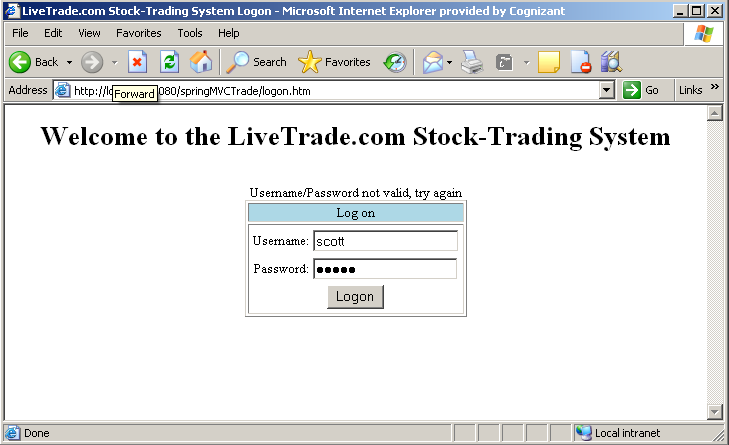 LiveTrade.com Stock-Trading System Logon - Microsoft Internet Explorer provided by Cognizant
File Edit View Favorites Tools Help
Back Search Favorites
Address http://lo 080/springMVCTrade/logon.htm Go Links »
Forward
Welcome to the LiveTrade.com Stock-Trading System
Username/Password not valid, try again
Log on
Username: scott
Password: ●●●●●
Logon
Done Local intranet